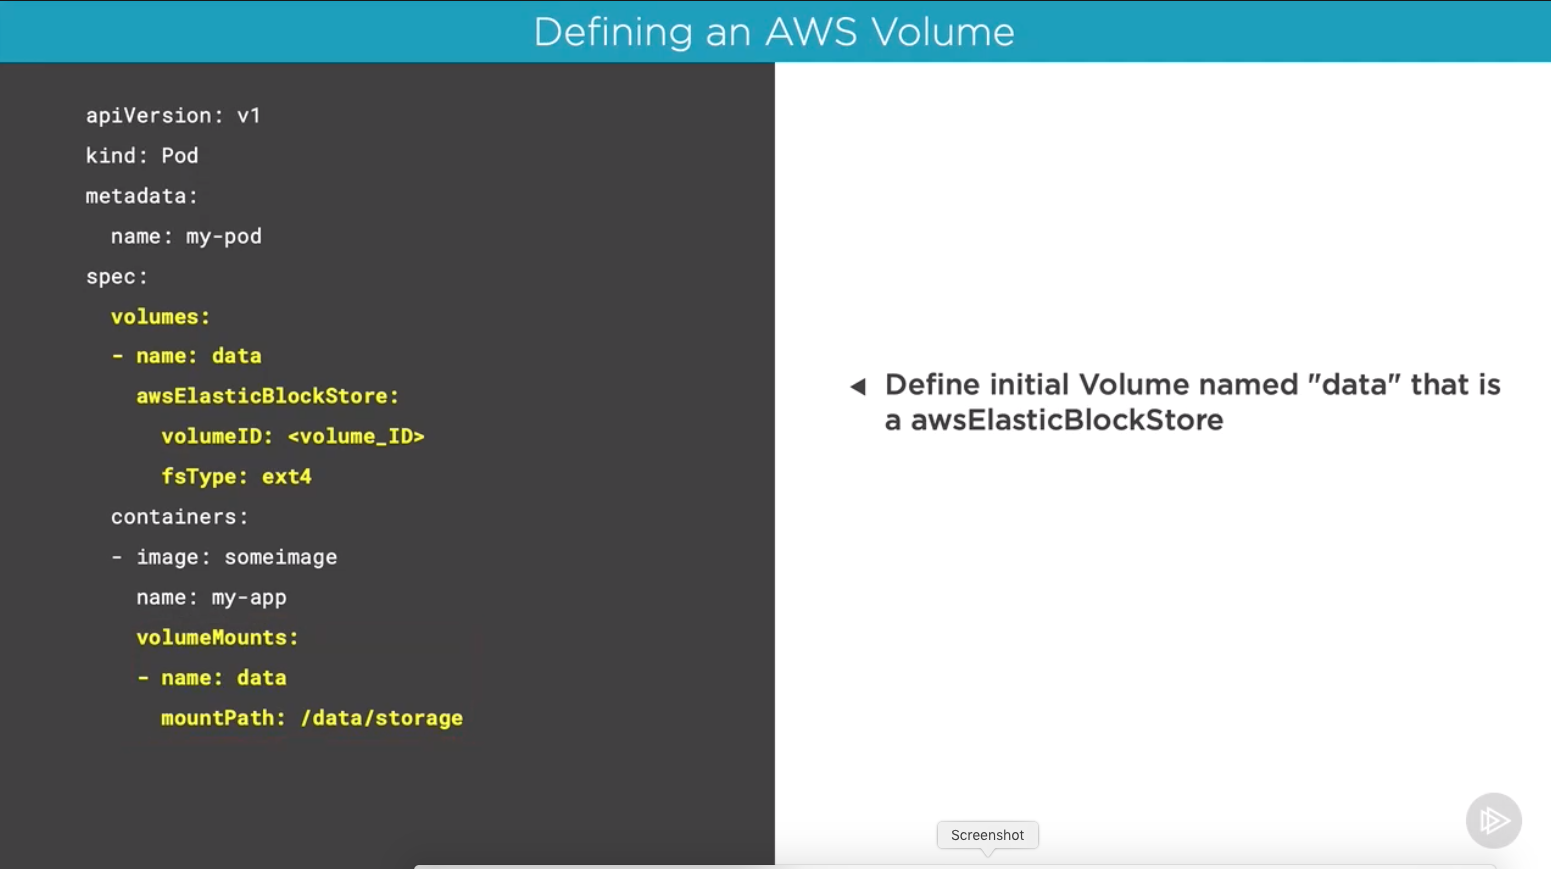 Defining an AWS Volume
apiVersion: v1
kind: Pod
metadata:
  name: my-pod
spec:
  volumes:
  - name: data
    awsElasticBlockStore:
      volumeID: <volume_ID>
      fsType: ext4
  containers:
  - image: someimage
    name: my-app
    volumeMounts:
    - name: data
      mountPath: /data/storage
Define initial Volume named "data" that is
a awsElasticBlockStore
Screenshot